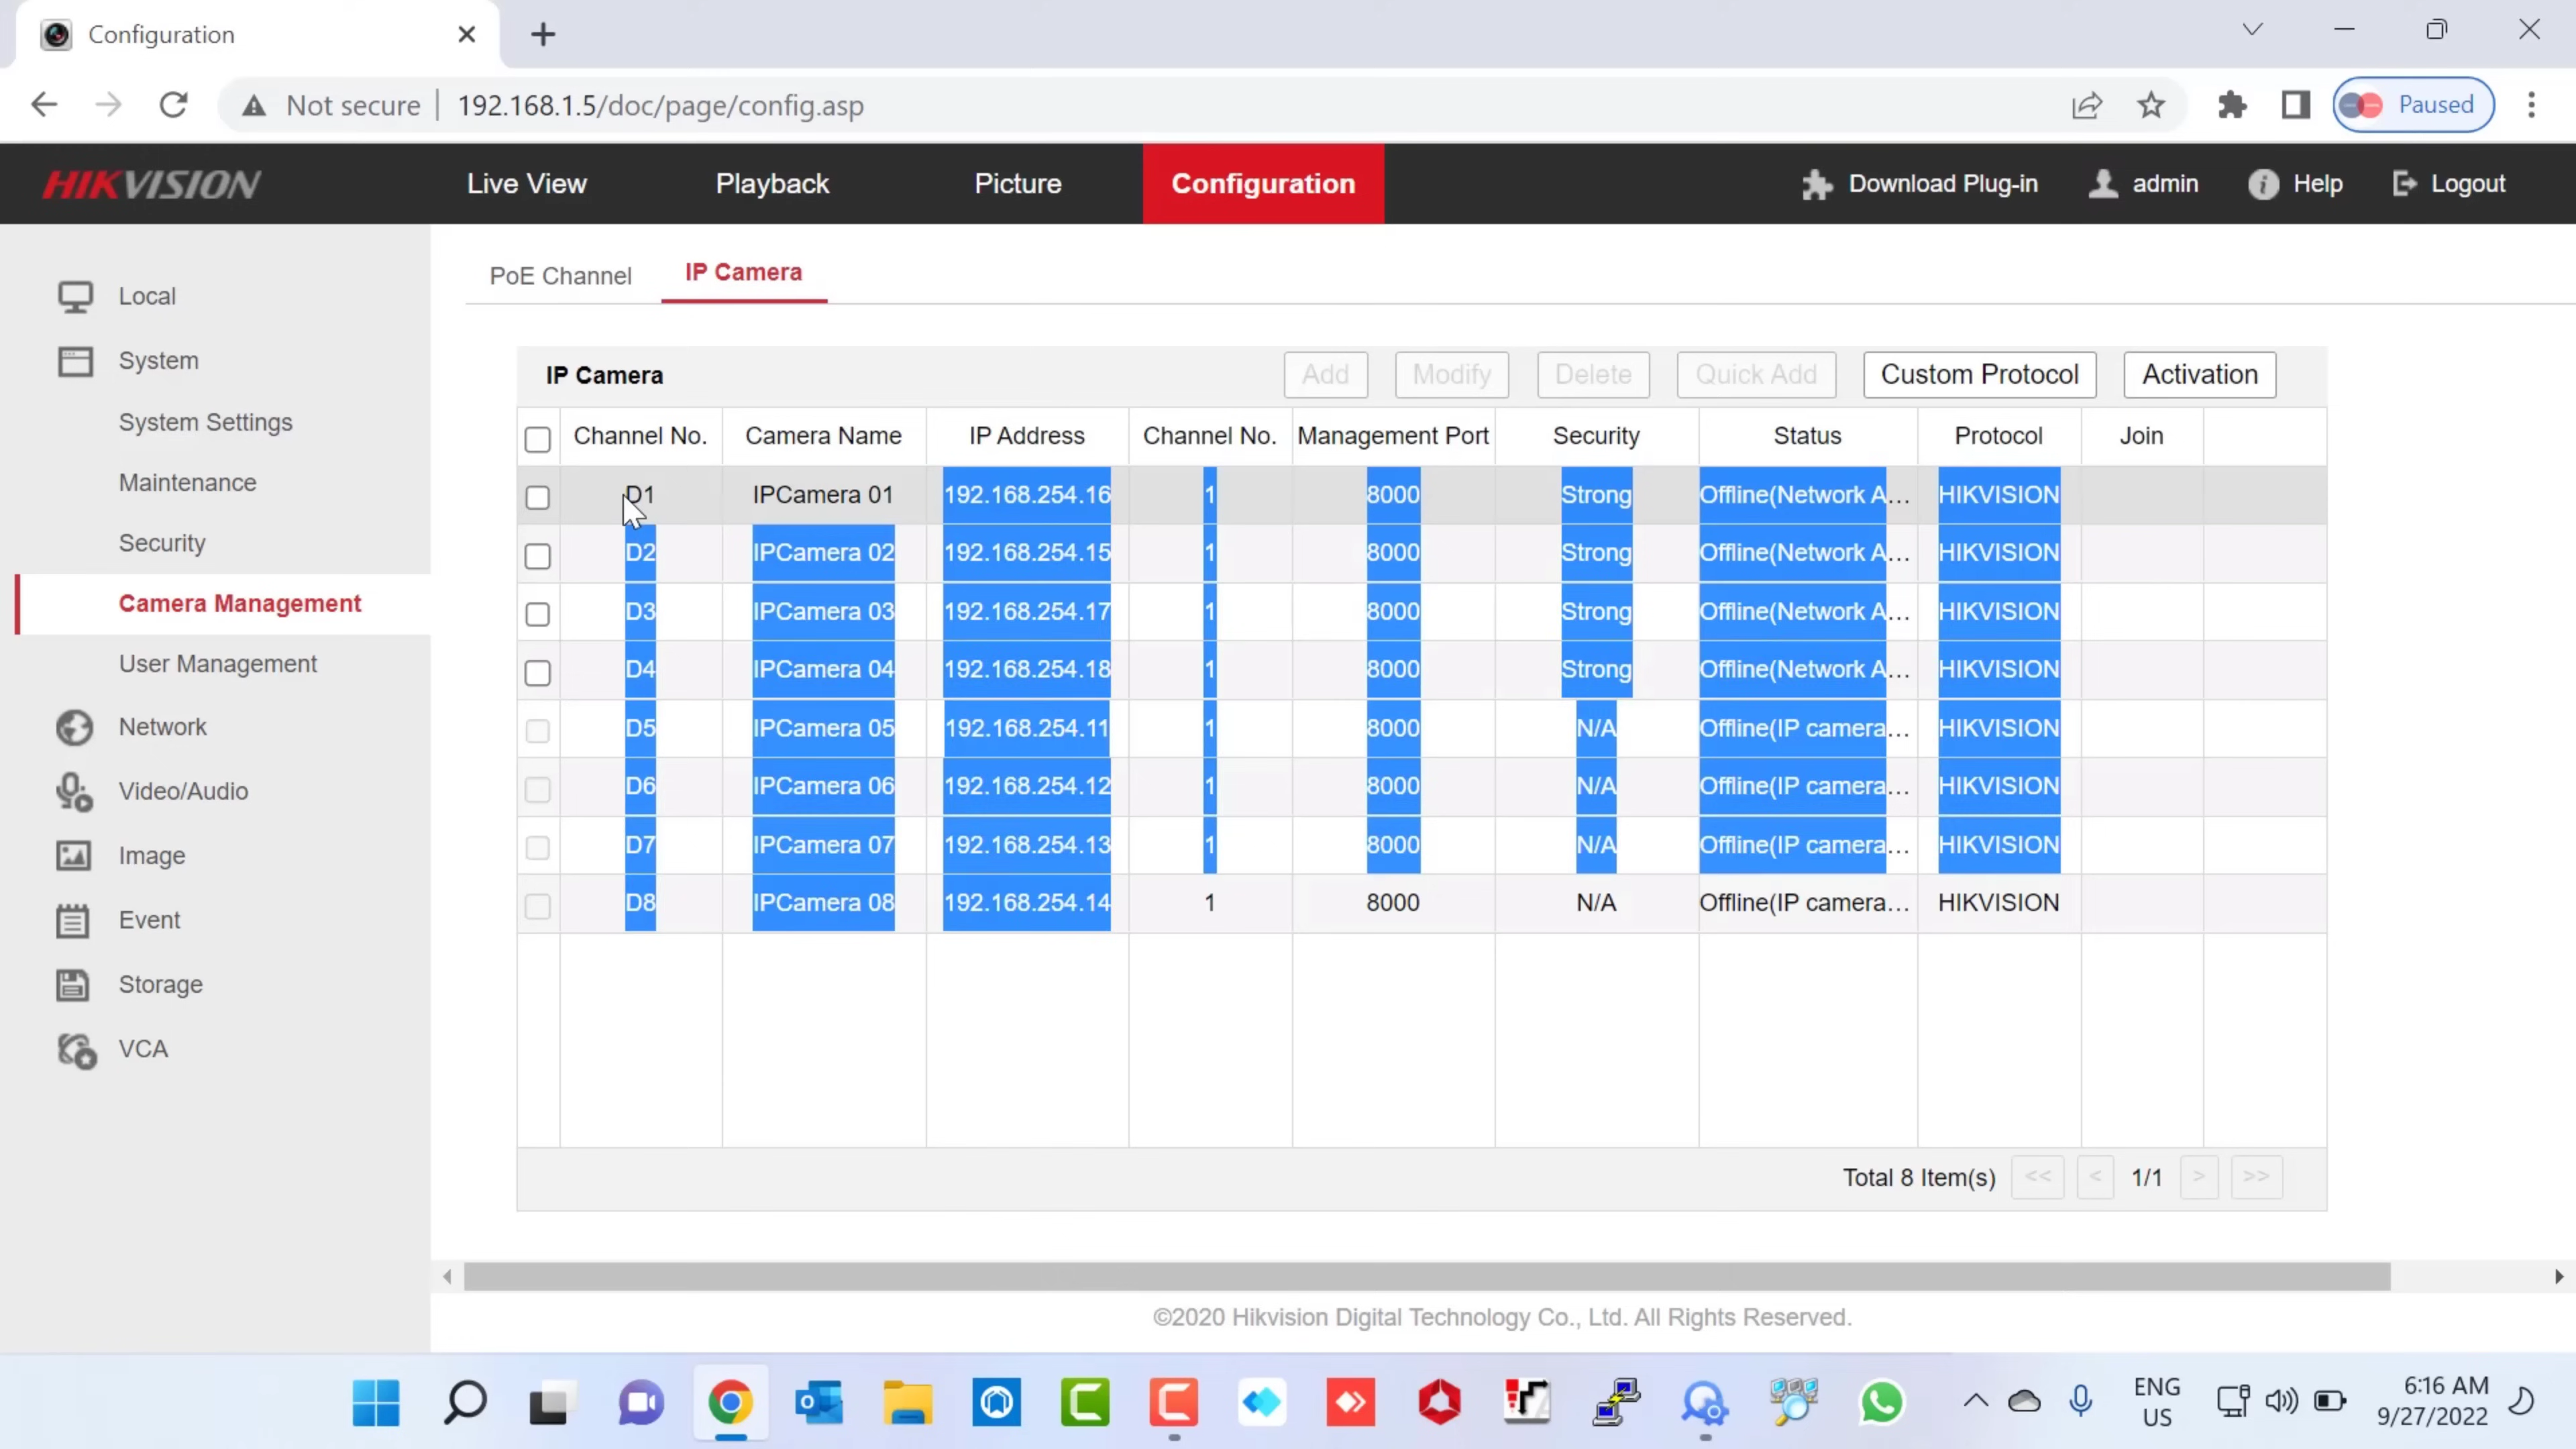 Configuration
Not secure 192.168.1.5/doc/page/config.asp Paused
HIKVISION Live View Playback Picture Configuration Download Plug-in admin Help Logout
Local
System
System Settings
Maintenance
Security
Camera Management
User Management
Network
Video/Audio
Image
Event
Storage
VCA
PoE Channel IP Camera
IP Camera Add Modify Delete Quick Add Custom Protocol Activation
Channel No. Camera Name IP Address Channel No. Management Port Security Status Protocol Join
D1 IPCamera 01 192.168.254.16 1 8000 Strong Offline(Network A... HIKVISION
D2 IPCamera 02 192.168.254.15 1 8000 Strong Offline(Network A... HIKVISION
D3 IPCamera 03 192.168.254.17 1 8000 Strong Offline(Network A... HIKVISION
D4 IPCamera 04 192.168.254.18 1 8000 Strong Offline(Network A... HIKVISION
D5 IPCamera 05 192.168.254.11 1 8000 N/A Offline(IP camera... HIKVISION
D6 IPCamera 06 192.168.254.12 1 8000 N/A Offline(IP camera... HIKVISION
D7 IPCamera 07 192.168.254.13 1 8000 N/A Offline(IP camera... HIKVISION
D8 IPCamera 08 192.168.254.14 1 8000 N/A Offline(IP camera... HIKVISION
Total 8 Item(s) << < 1/1 > >>
©2020 Hikvision Digital Technology Co., Ltd. All Rights Reserved.
ENG 6:16 AM
US 9/27/2022